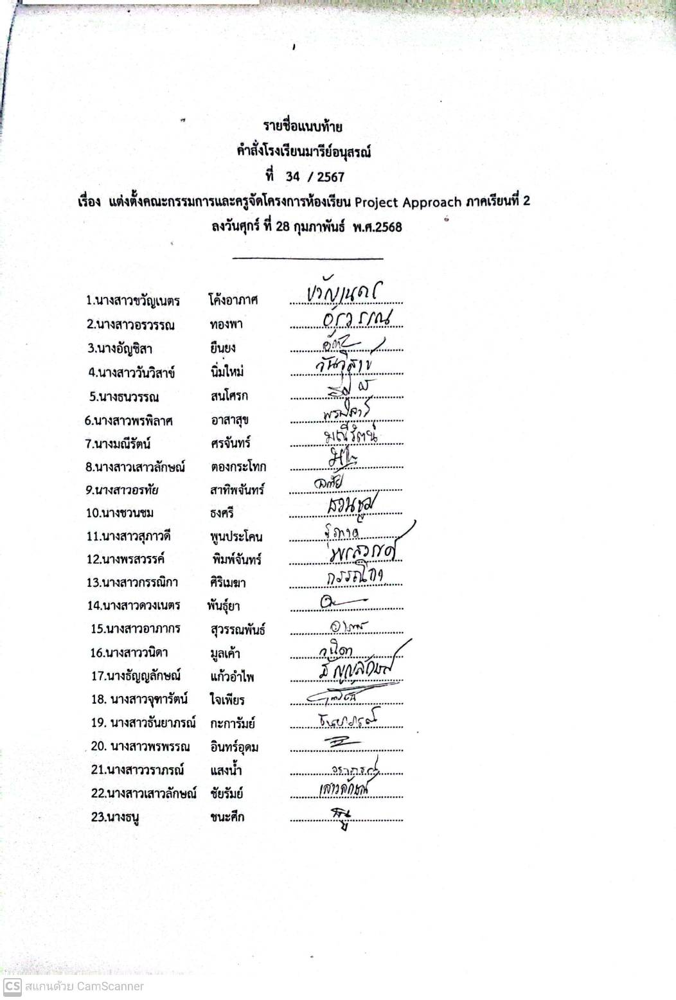 รายชื่อแนบท้าย
คำสั่งโรงเรียนมารีย์อนุสรณ์
ที่ 34 / 2567
เรื่อง แต่งตั้งคณะกรรมการและครูจัดโครงการห้องเรียน Project Approach ภาคเรียนที่ 2
ลงวันศุกร์ ที่ 28 กุมภาพันธ์ พ.ศ.2568
1.นางสาวขวัญเนตร โค้งอาภาศ ขวัญเนตร
2.นางสาวอรวรรณ ทองพา อรวรรณ
3.นางอัญชิสา ยืนยง
4.นางสาววันวิสาข์ นิ่มใหม่ วันวิสาข์
5.นางธนวรรณ สนโศรก
6.นางสาวพรพิลาศ อาสาสุข
7.นางมณีรัตน์ ศรจันทร์ มณีรัตน์
8.นางสาวเสาวลักษณ์ ตองกระโทก
9.นางสาวอรทัย สาทิพจันทร์ อรทัย
10.นางชวนชม ธงศรี ชวนชม
11.นางสาวสุภาวดี พูนประโคน
12.นางพรสวรรค์ พิมพ์จันทร์ พรสวรรค์
13.นางสาวกรรณิกา ศิริเมฆา กรรณิกา
14.นางสาวดวงเนตร พันธุ์ยา
15.นางสาวอาภากร สุวรรณพันธ์
16.นางสาววนิดา มูลเค้า วนิดา
17.นางธัญญลักษณ์ แก้วอำไพ ธัญญลักษณ์
18. นางสาวจุฑารัตน์ ใจเพียร
19. นางสาวธันยาภรณ์ กะการัมย์ ธันยาภรณ์
20. นางสาวพรพรรณ อินทร์อุดม
21.นางสาววราภรณ์ แสงน้ำ วราภรณ์
22.นางสาวเสาวลักษณ์ ชัยรัมย์ เสาวลักษณ์
23.นางธนู ชนะศึก
CS สแกนด้วย CamScanner